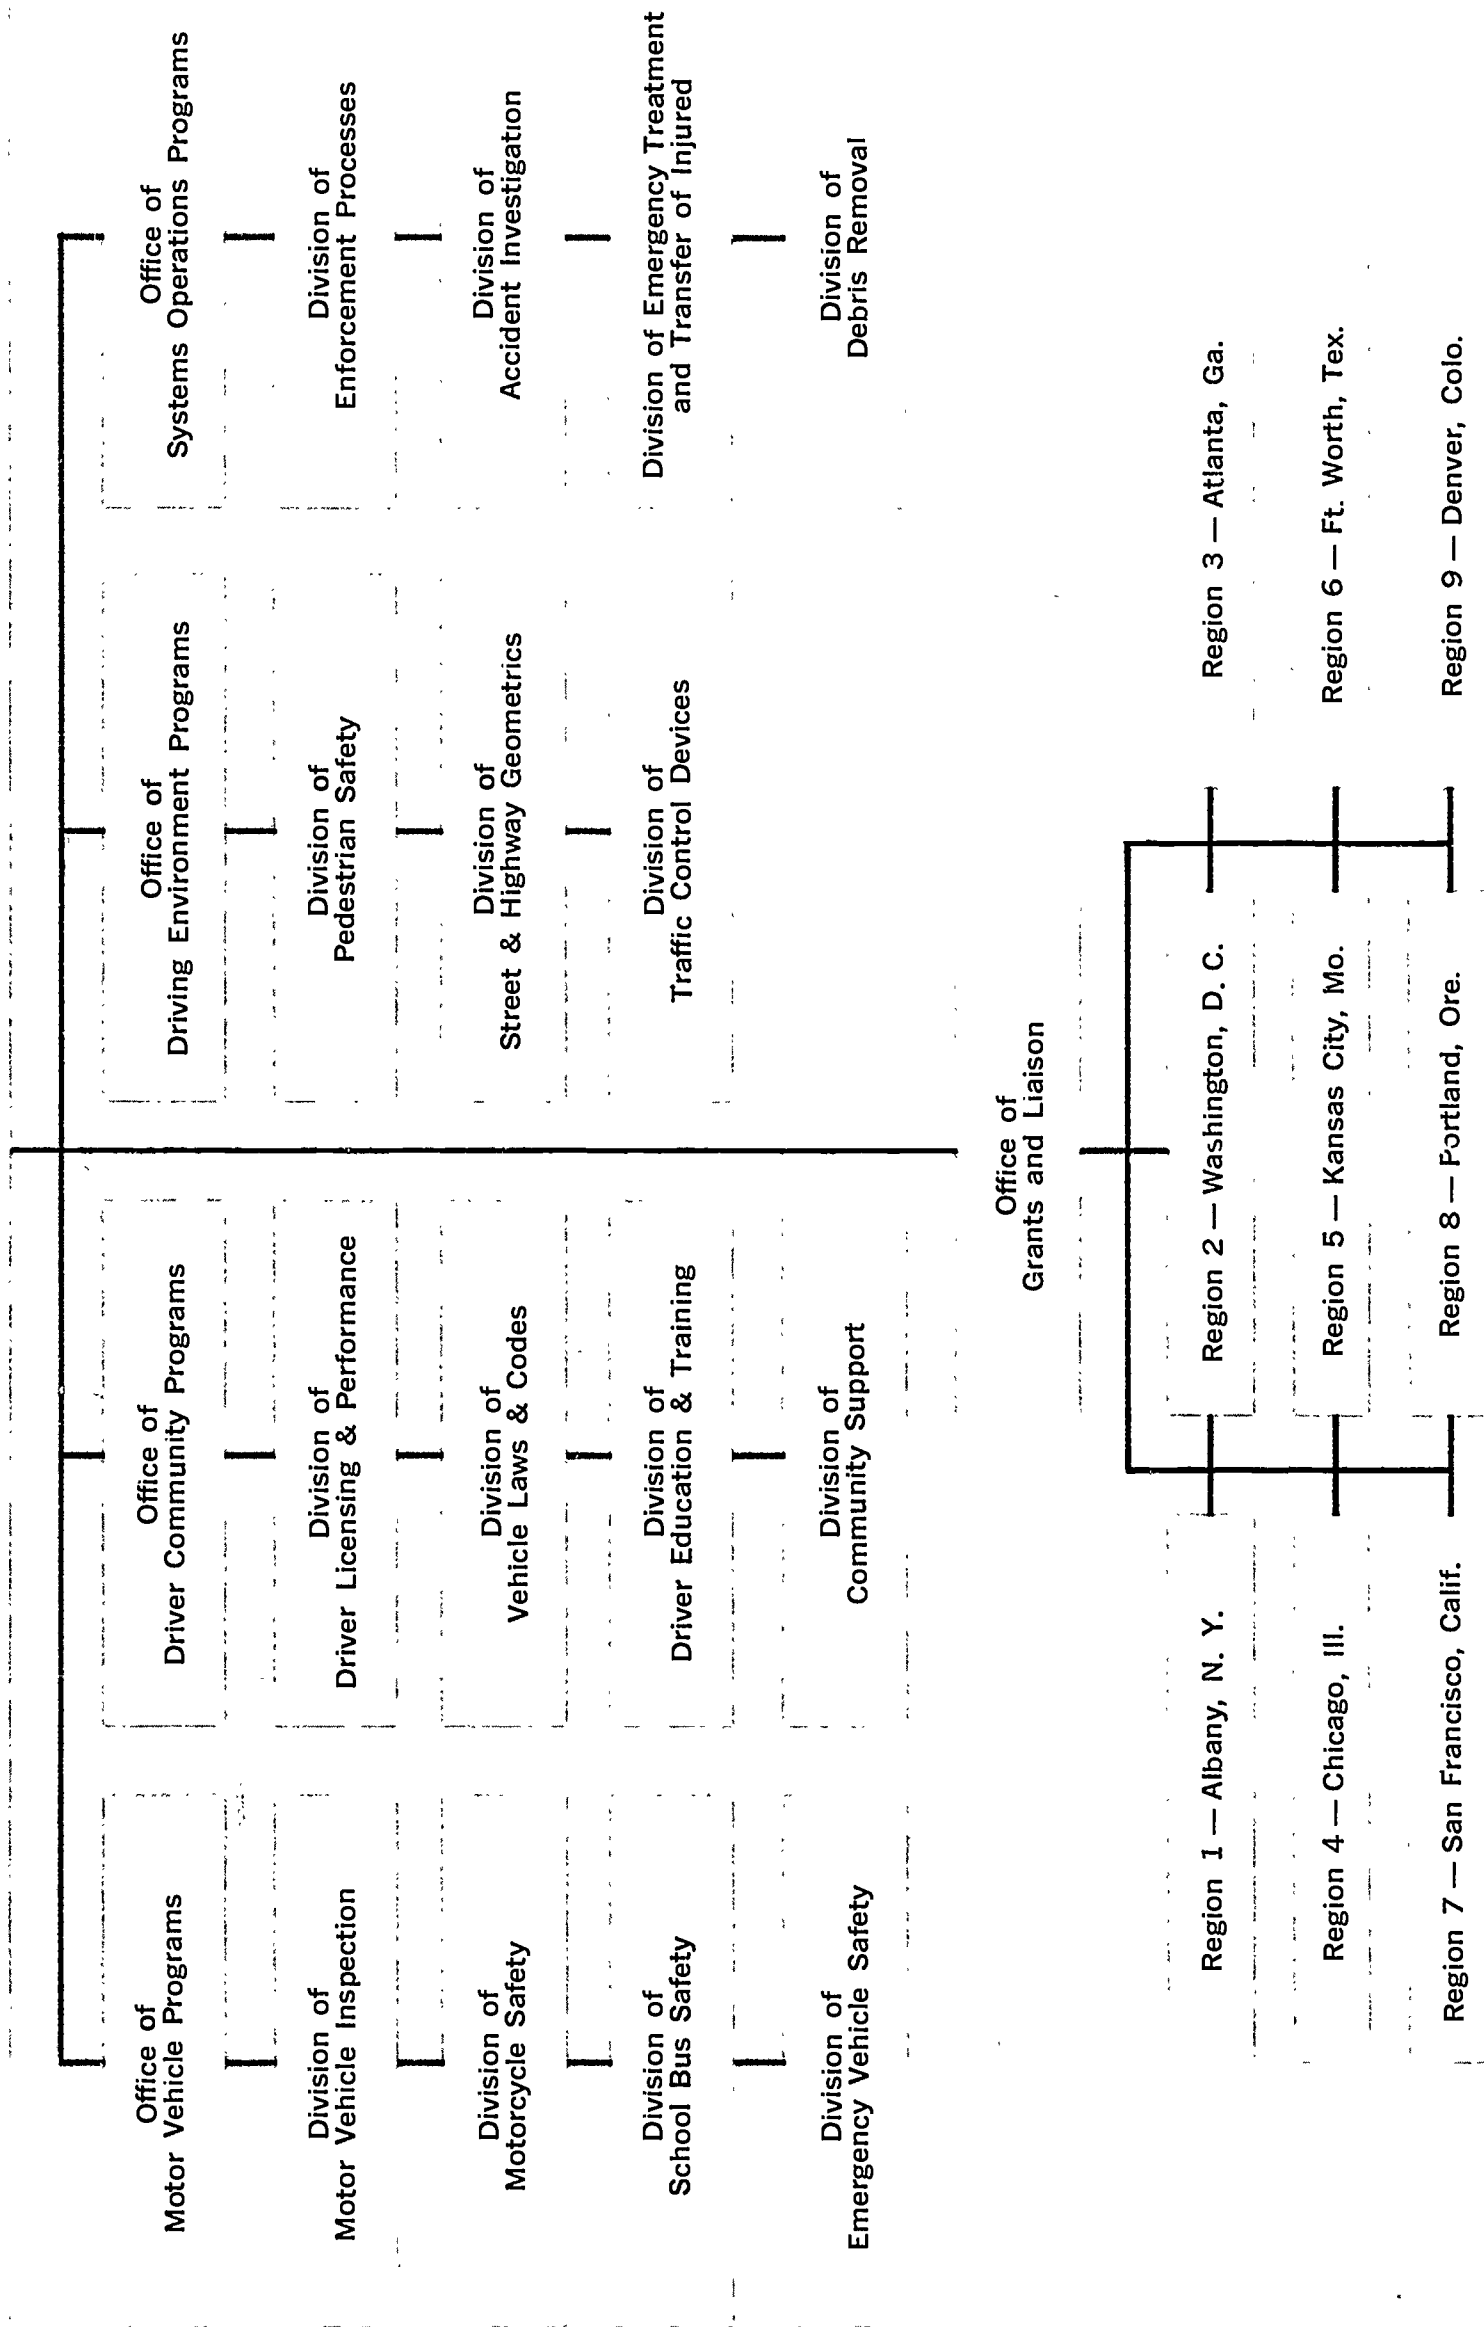 Office of
Motor Vehicle Programs
Division of
Motor Vehicle Inspection
Division of
Motorcycle Safety
Division of
School Bus Safety
Division of
Emergency Vehicle Safety
Office of
Driver Community Programs
Division of
Driver Licensing & Performance
Division of
Vehicle Laws & Codes
Division of
Driver Education & Training
Division of
Community Support
Office of
Driving Environment Programs
Division of
Pedestrian Safety
Division of
Street & Highway Geometrics
Division of
Traffic Control Devices
Office of
Systems Operations Programs
Division of
Enforcement Processes
Division of
Accident Investigation
Division of Emergency Treatment
and Transfer of Injured
Division of
Debris Removal
Office of
Grants and Liaison
Region 1 — Albany, N. Y.
Region 2 — Washington, D. C.
Region 3 — Atlanta, Ga.
Region 4 — Chicago, Ill.
Region 5 — Kansas City, Mo.
Region 6 — Ft. Worth, Tex.
Region 7 — San Francisco, Calif.
Region 8 — Portland, Ore.
Region 9 — Denver, Colo.